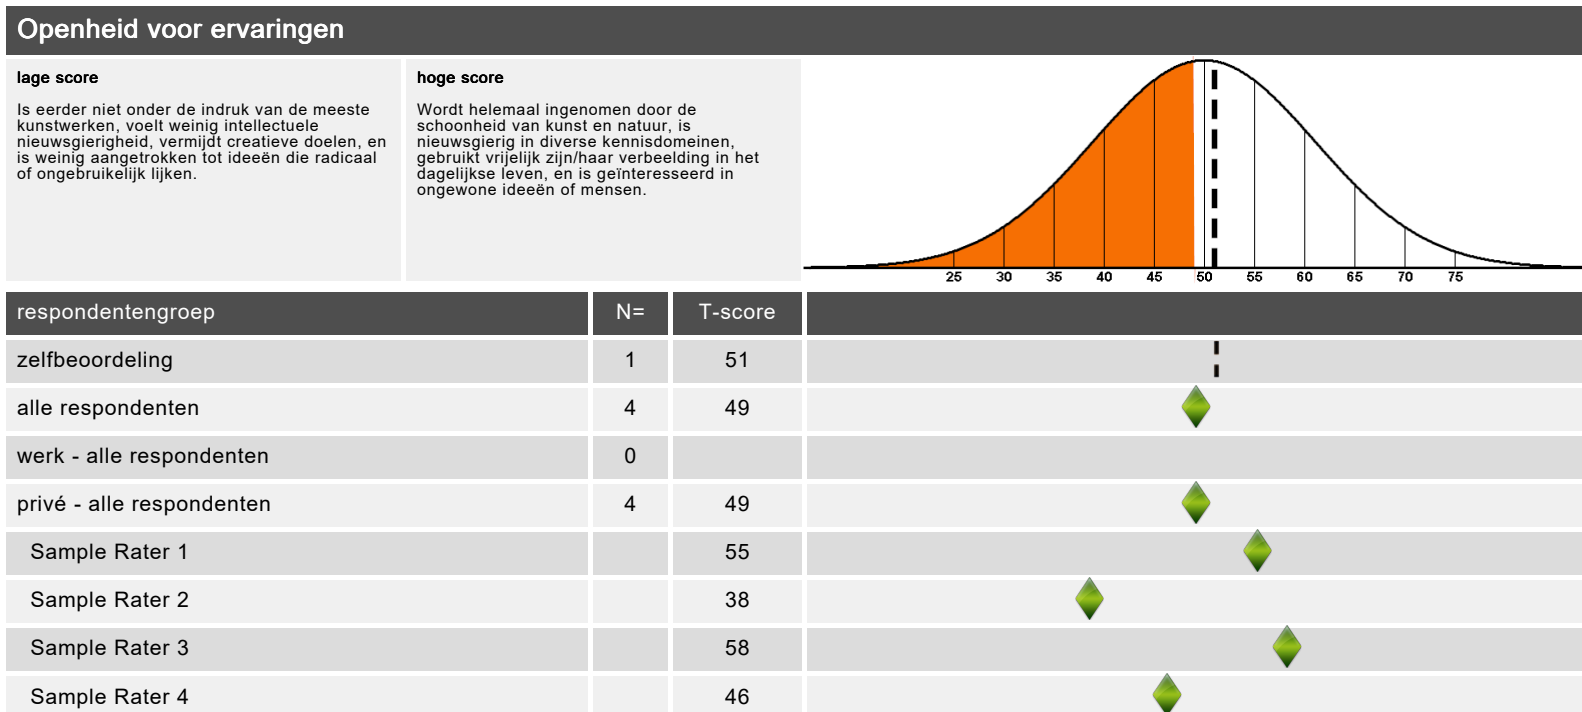 Openheid voor ervaringen
lage score
Is eerder niet onder de indruk van de meeste
kunstwerken, voelt weinig intellectuele
nieuwsgierigheid, vermijdt creatieve doelen, en
is weinig aangetrokken tot ideeën die radicaal
of ongebruikelijk lijken.
hoge score
Wordt helemaal ingenomen door de
schoonheid van kunst en natuur, is
nieuwsgierig in diverse kennisdomeinen,
gebruikt vrijelijk zijn/haar verbeelding in het
dagelijkse leven, en is geïnteresseerd in
ongewone ideeën of mensen.
25 30 35 40 45 50 55 60 65 70 75
respondentengroep N= T-score
zelfbeoordeling 1 51
alle respondenten 4 49
werk - alle respondenten 0
privé - alle respondenten 4 49
Sample Rater 1 55
Sample Rater 2 38
Sample Rater 3 58
Sample Rater 4 46